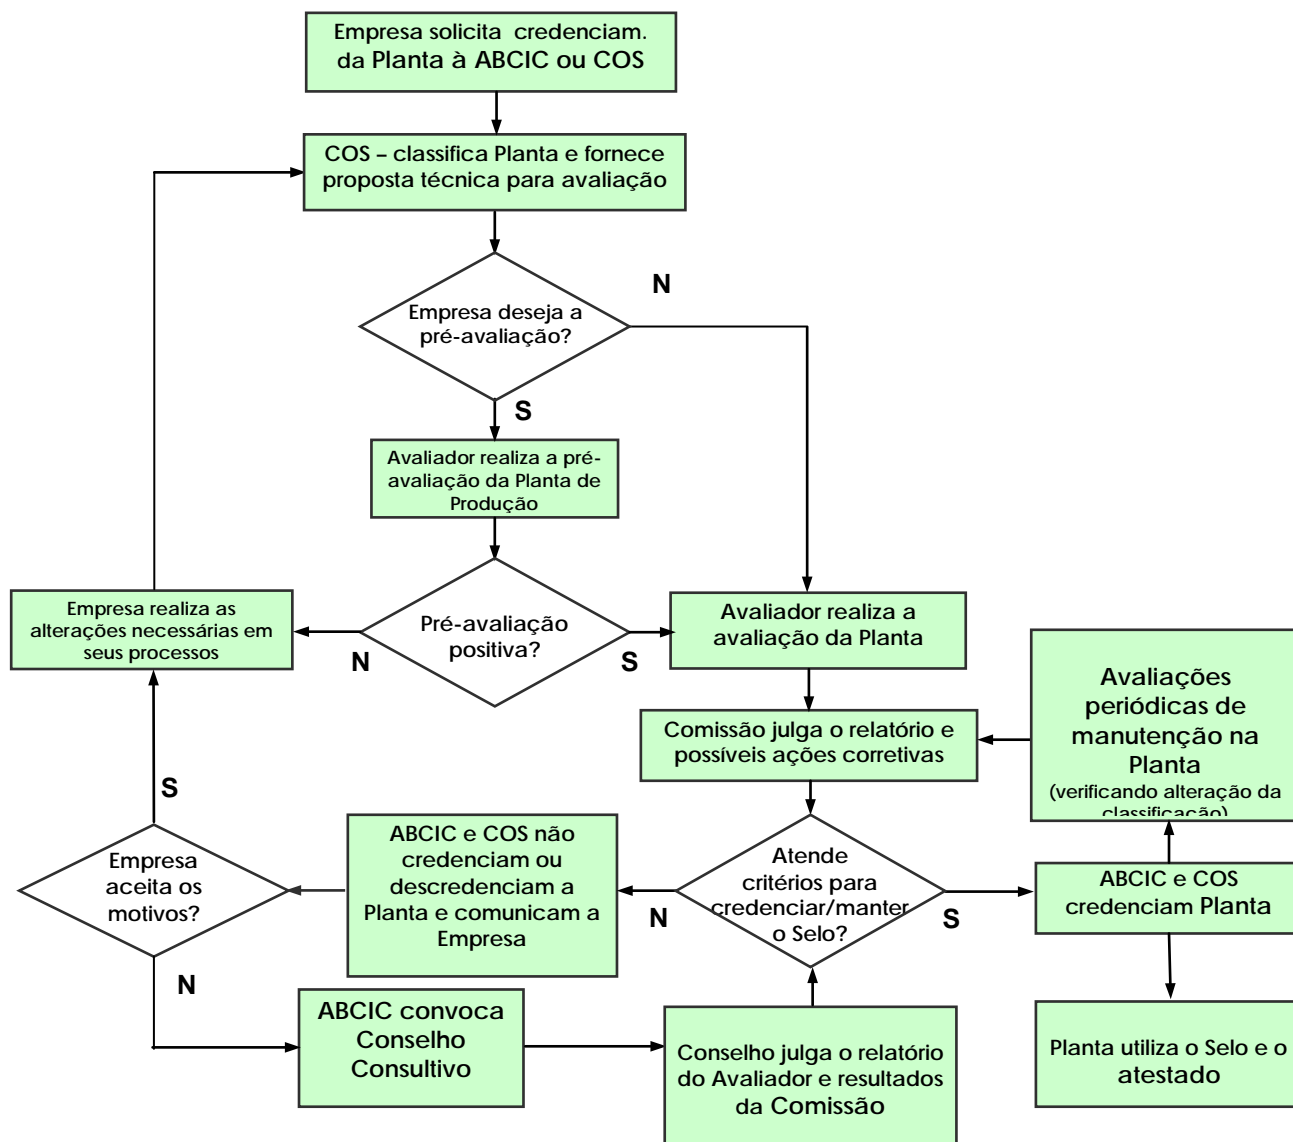 Empresa solicita credenciam.
da Planta à ABCIC ou COS
COS – classifica Planta e fornece
proposta técnica para avaliação
N
Empresa deseja a
pré-avaliação?
S
Avaliador realiza a pré-
avaliação da Planta de
Produção
Empresa realiza as
alterações necessárias em
seus processos
N
Pré-avaliação
positiva?
S
Avaliador realiza a
avaliação da Planta
Avaliações
periódicas de
manutenção na
Planta
(verificando alteração da
classificação)
Comissão julga o relatório e
possíveis ações corretivas
S
Empresa
aceita os
motivos?
N
ABCIC e COS não
credenciam ou
descredenciam a
Planta e comunicam a
Empresa
N
Atende
critérios para
credenciar/manter
o Selo?
S
ABCIC e COS
credenciam Planta
ABCIC convoca
Conselho
Consultivo
Conselho julga o relatório
do Avaliador e resultados
da Comissão
Planta utiliza o Selo e o
atestado